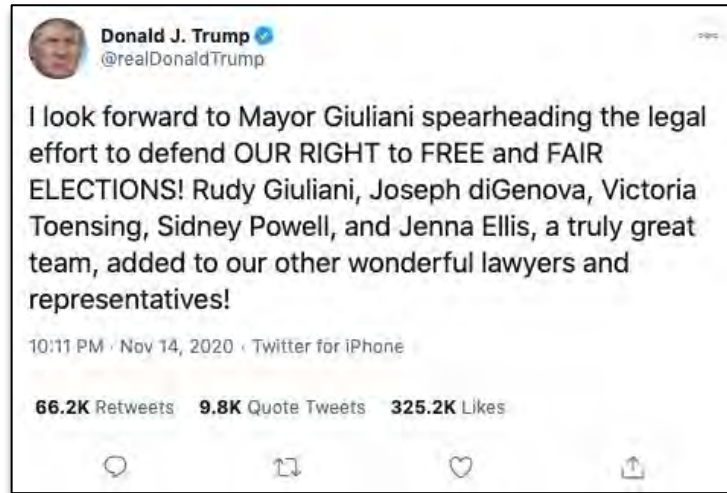 Donald J. Trump
@realDonaldTrump
I look forward to Mayor Giuliani spearheading the legal
effort to defend OUR RIGHT to FREE and FAIR
ELECTIONS! Rudy Giuliani, Joseph diGenova, Victoria
Toensing, Sidney Powell, and Jenna Ellis, a truly great
team, added to our other wonderful lawyers and
representatives!
10:11 PM · Nov 14, 2020 · Twitter for iPhone
66.2K Retweets 9.8K Quote Tweets 325.2K Likes